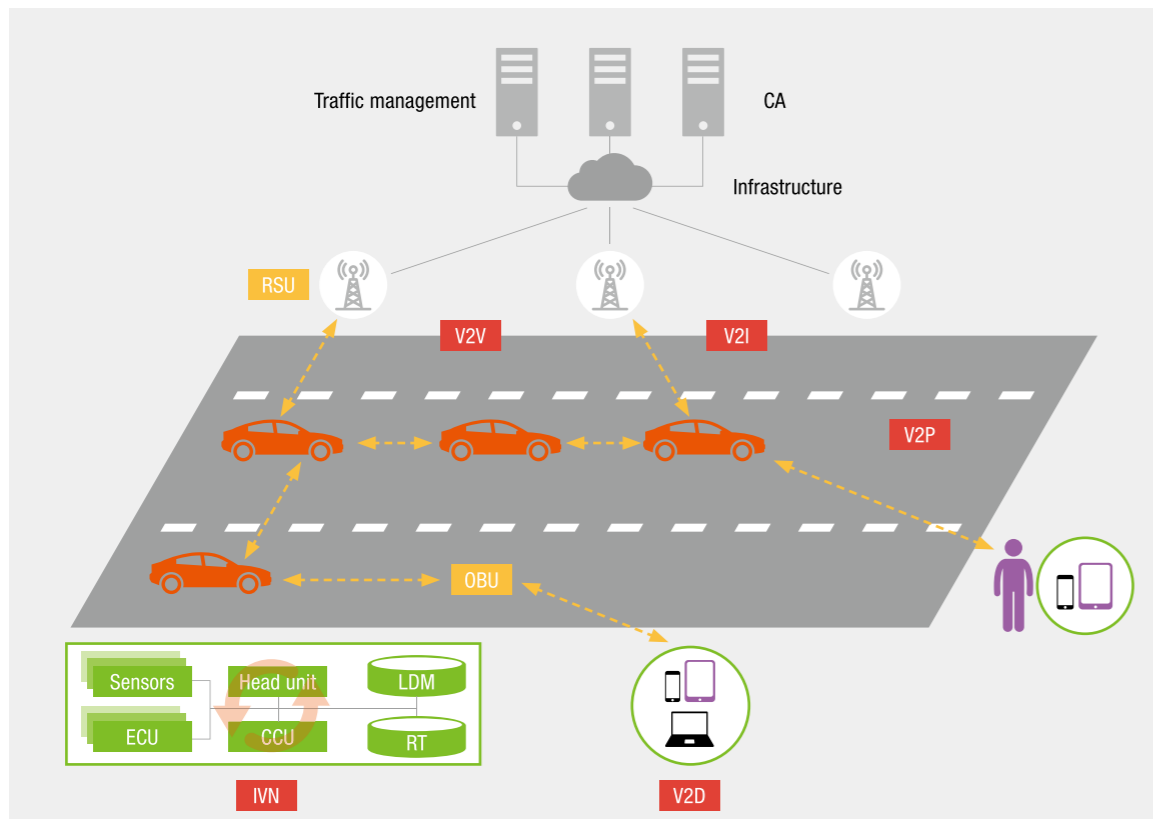 Traffic management
CA
Infrastructure
RSU
V2V
V2I
V2P
OBU
Sensors
Head unit
LDM
ECU
CCU
RT
IVN
V2D